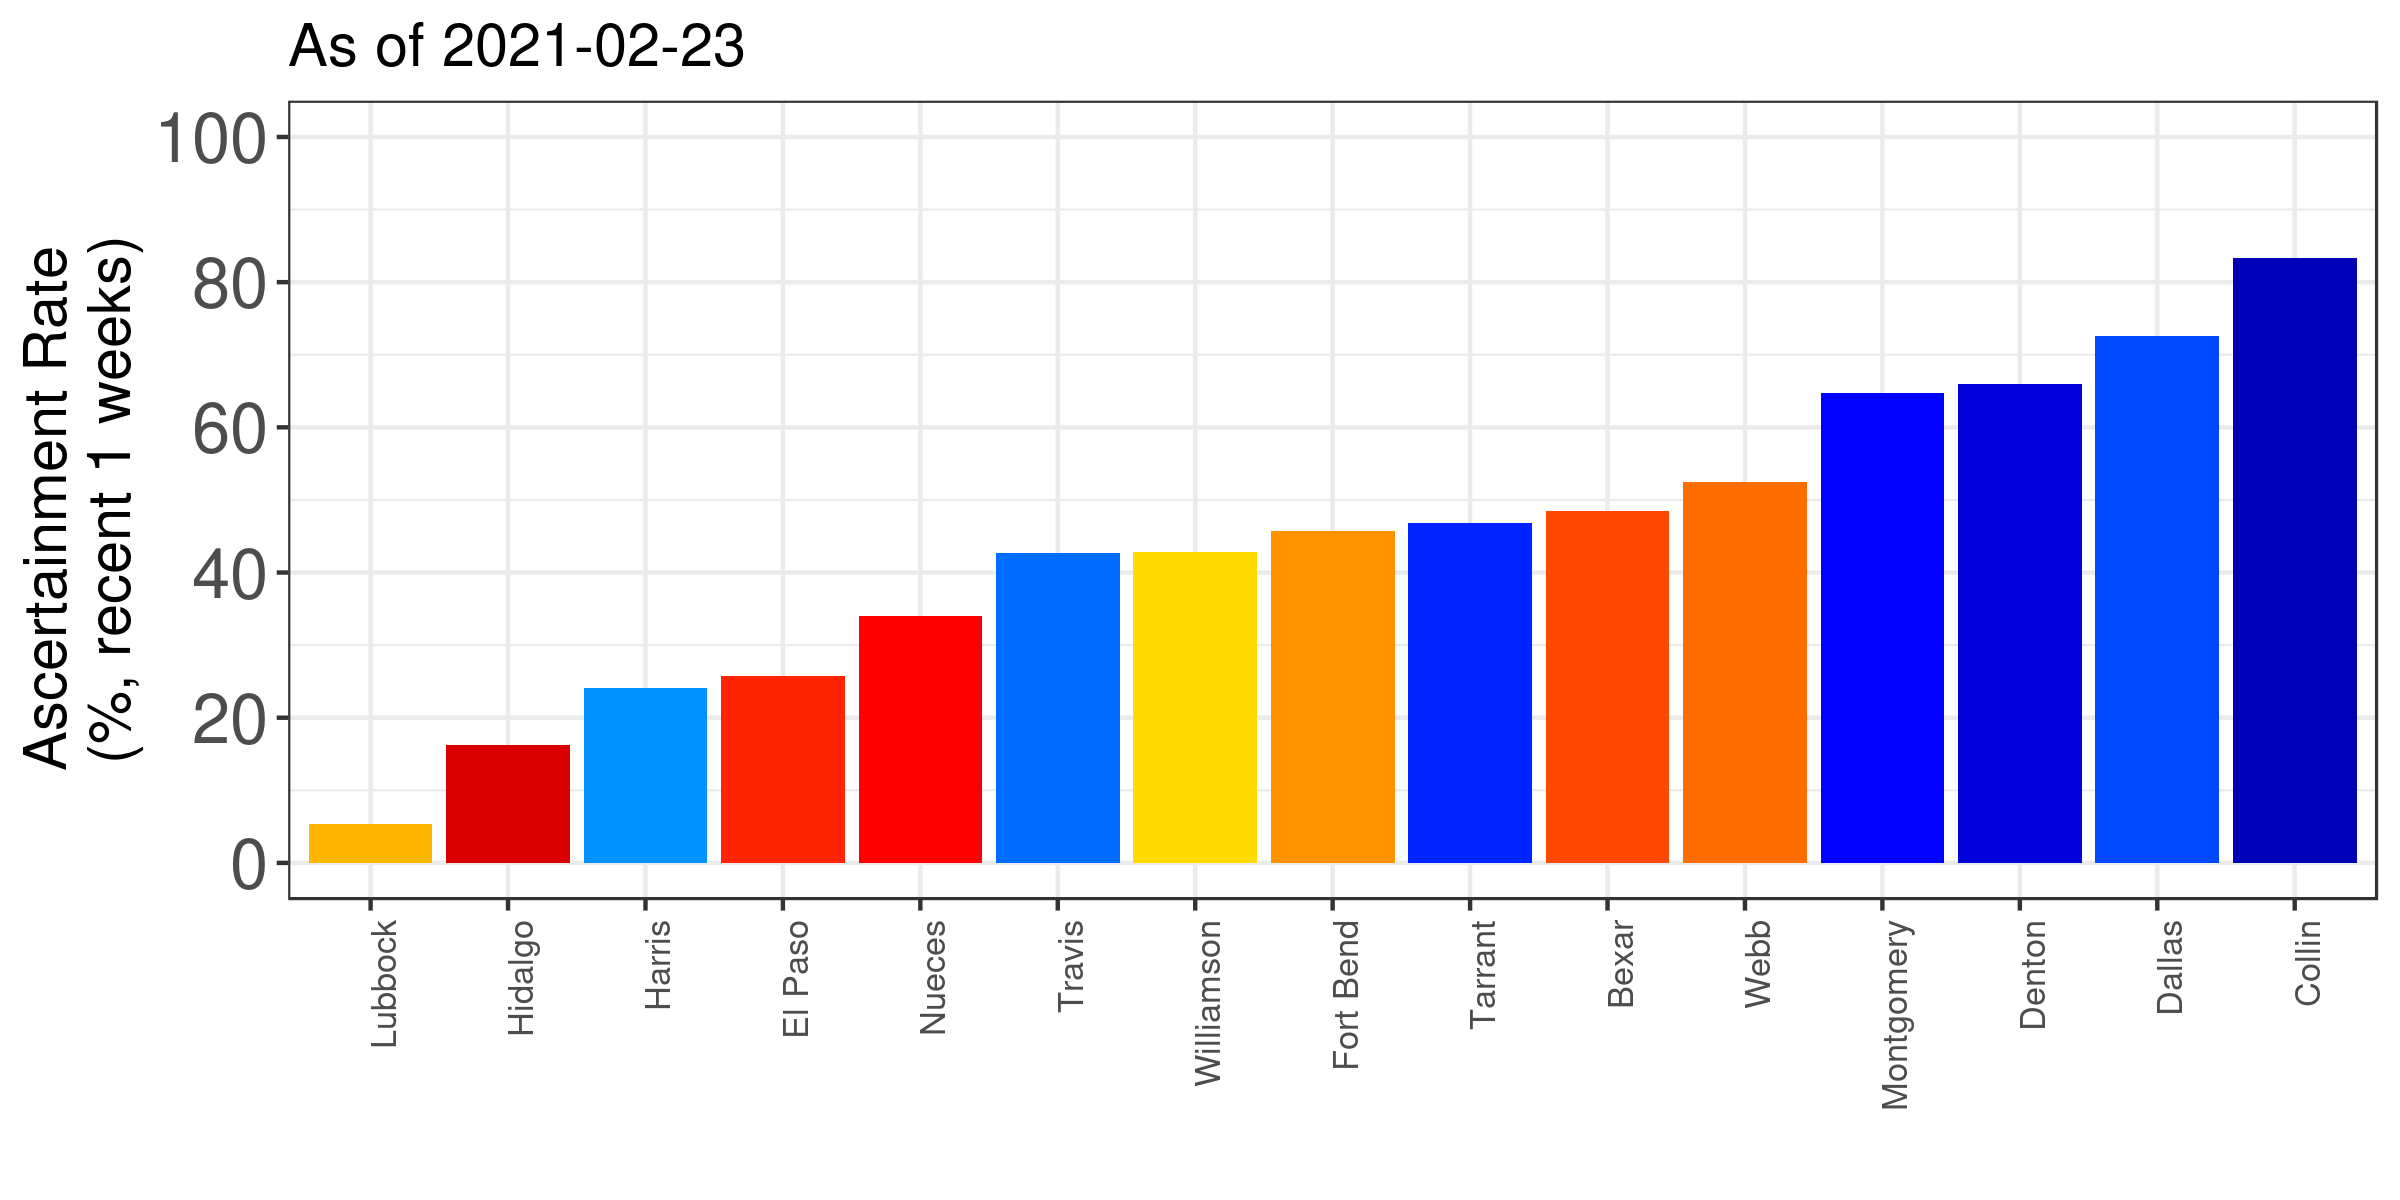 As of 2021-02-23
Ascertainment Rate
(%, recent 1 weeks)
100
80
60
40
20
0
Lubbock
Hidalgo
Harris
El Paso
Nueces
Travis
Williamson
Fort Bend
Tarrant
Bexar
Webb
Montgomery
Denton
Dallas
Collin